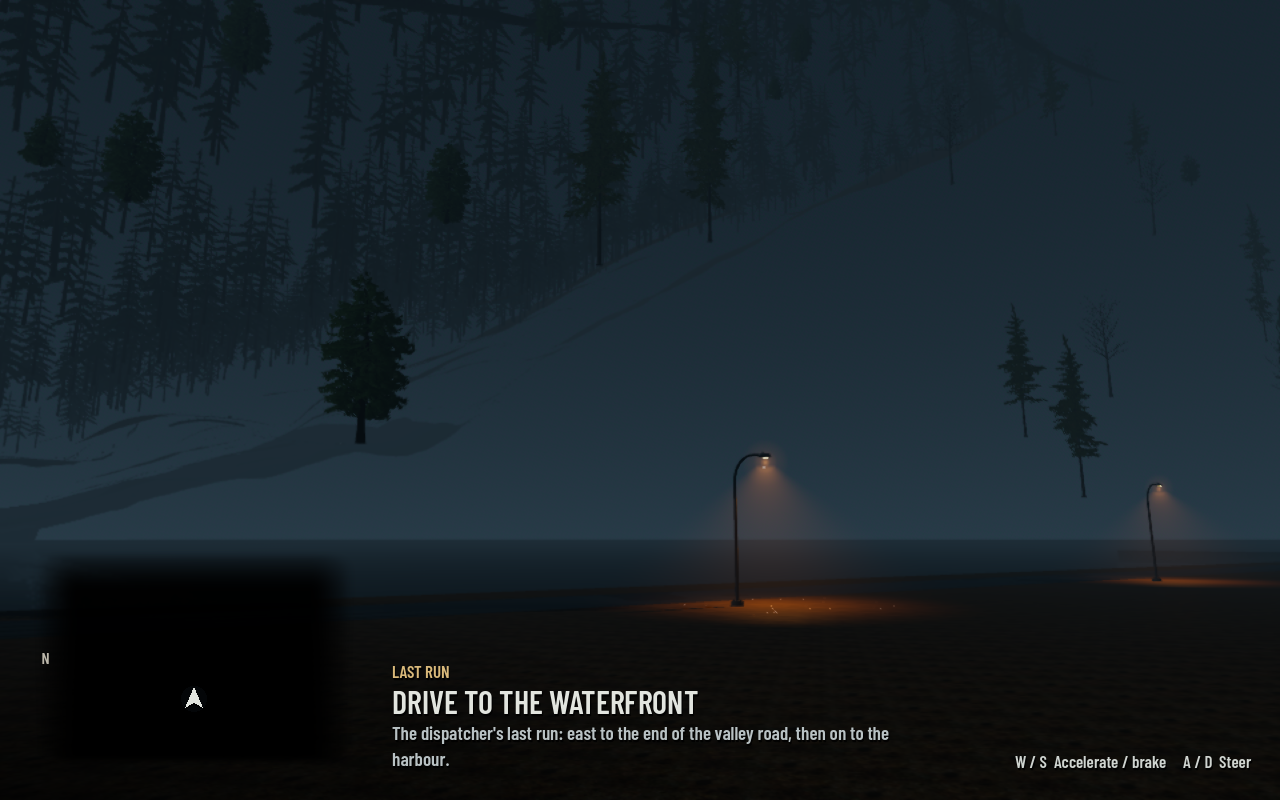 N
LAST RUN
DRIVE TO THE WATERFRONT
The dispatcher's last run: east to the end of the valley road, then on to the
harbour.
W / S Accelerate / brake A / D Steer